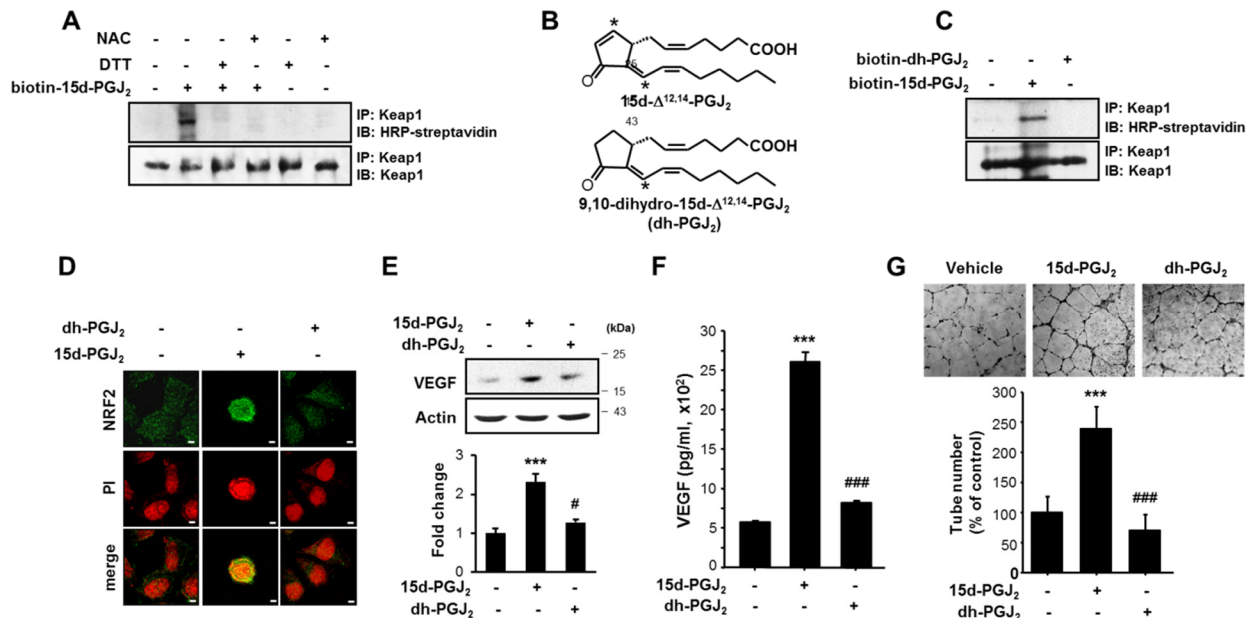 A
NAC - - - + - +
DTT - - + - + -
biotin-15d-PGJ₂ - + + + - -
IP: Keap1
IB: HRP-streptavidin
IP: Keap1
IB: Keap1
B
*
COOH
O
*
15d-Δ¹²,¹⁴-PGJ₂
43
COOH
O
*
9,10-dihydro-15d-Δ¹²,¹⁴-PGJ₂
(dh-PGJ₂)
C
biotin-dh-PGJ₂ - - +
biotin-15d-PGJ₂ - + -
IP: Keap1
IB: HRP-streptavidin
IP: Keap1
IB: Keap1
D
dh-PGJ₂ - - +
15d-PGJ₂ - + -
NRF2
PI
merge
E
15d-PGJ₂ - + - (kDa)
dh-PGJ₂ - - +
- 25
VEGF
- 15
Actin
- 43
Fold change
3
2
1
0
***
#
15d-PGJ₂ - + -
dh-PGJ₂ - - +
F
VEGF (pg/ml, x10²)
30
25
20
15
10
5
0
***
###
15d-PGJ₂ - + -
dh-PGJ₂ - - +
G
Vehicle 15d-PGJ₂ dh-PGJ₂
Tube number
(% of control)
300
250
200
150
100
50
0
***
###
15d-PGJ₂ - + -
dh-PGJ₂ - - +